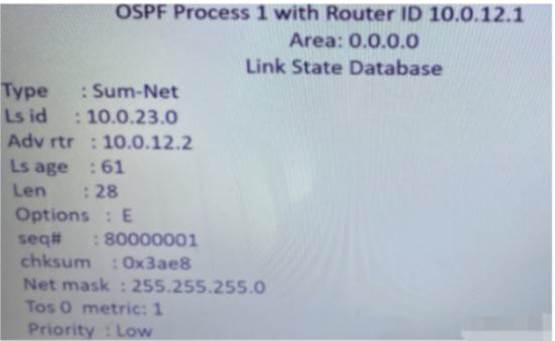 OSPF Process 1 with Router ID 10.0.12.1
Area: 0.0.0.0
Link State Database
Type : Sum-Net
Ls id : 10.0.23.0
Adv rtr : 10.0.12.2
Ls age : 61
Len : 28
Options : E
seq# : 80000001
chksum : 0x3ae8
Net mask : 255.255.255.0
Tos 0 metric: 1
Priority : Low